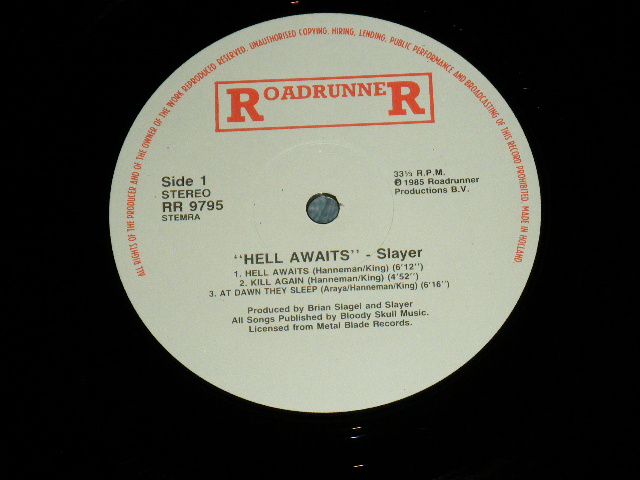 ALL RIGHTS OF THE PRODUCER AND OF THE OWNER OF THE WORK REPRODUCED RESERVED. UNAUTHORISED COPYING. HIRING, LENDING, PUBLIC PERFORMANCE AND BROADCASTING OF THIS RECORD PROHIBITED. MADE IN HOLLAND.
ROADRUNNER
Side 1
STEREO
RR 9795
STEMRA
33⅓ R.P.M.
℗ 1985 Roadrunner
Productions B.V.
"HELL AWAITS" - Slayer
1. HELL AWAITS (Hanneman/King) (6'12")
2. KILL AGAIN (Hanneman/King) (4'52")
3. AT DAWN THEY SLEEP (Araya/Hanneman/King) (6'16")
Produced by Brian Slagel and Slayer
All Songs Published by Bloody Skull Music.
Licensed from Metal Blade Records.